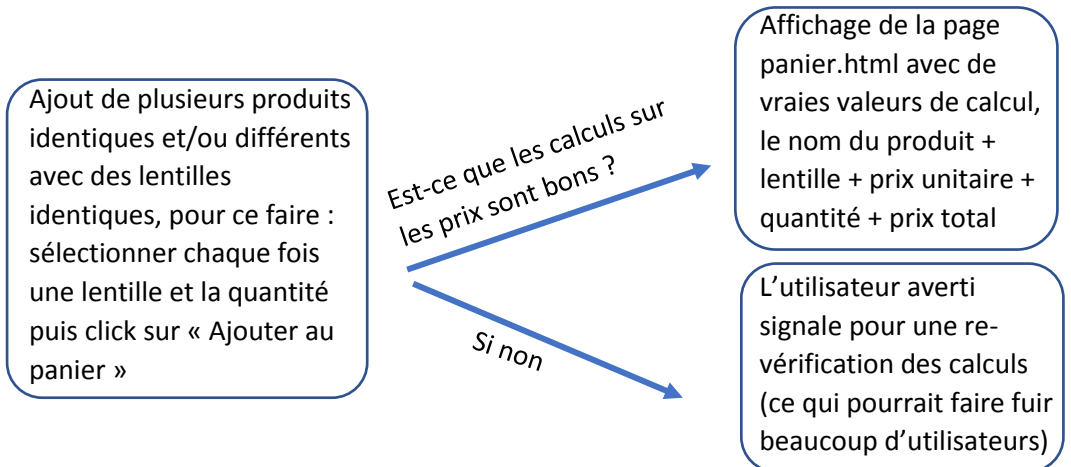 Ajout de plusieurs produits
identiques et/ou différents
avec des lentilles
identiques, pour ce faire :
sélectionner chaque fois
une lentille et la quantité
puis click sur « Ajouter au
panier »
Est-ce que les calculs sur
les prix sont bons ?
Affichage de la page
panier.html avec de
vraies valeurs de calcul,
le nom du produit +
lentille + prix unitaire +
quantité + prix total
Si non
L’utilisateur averti
signale pour une re-
vérification des calculs
(ce qui pourrait faire fuir
beaucoup d’utilisateurs)